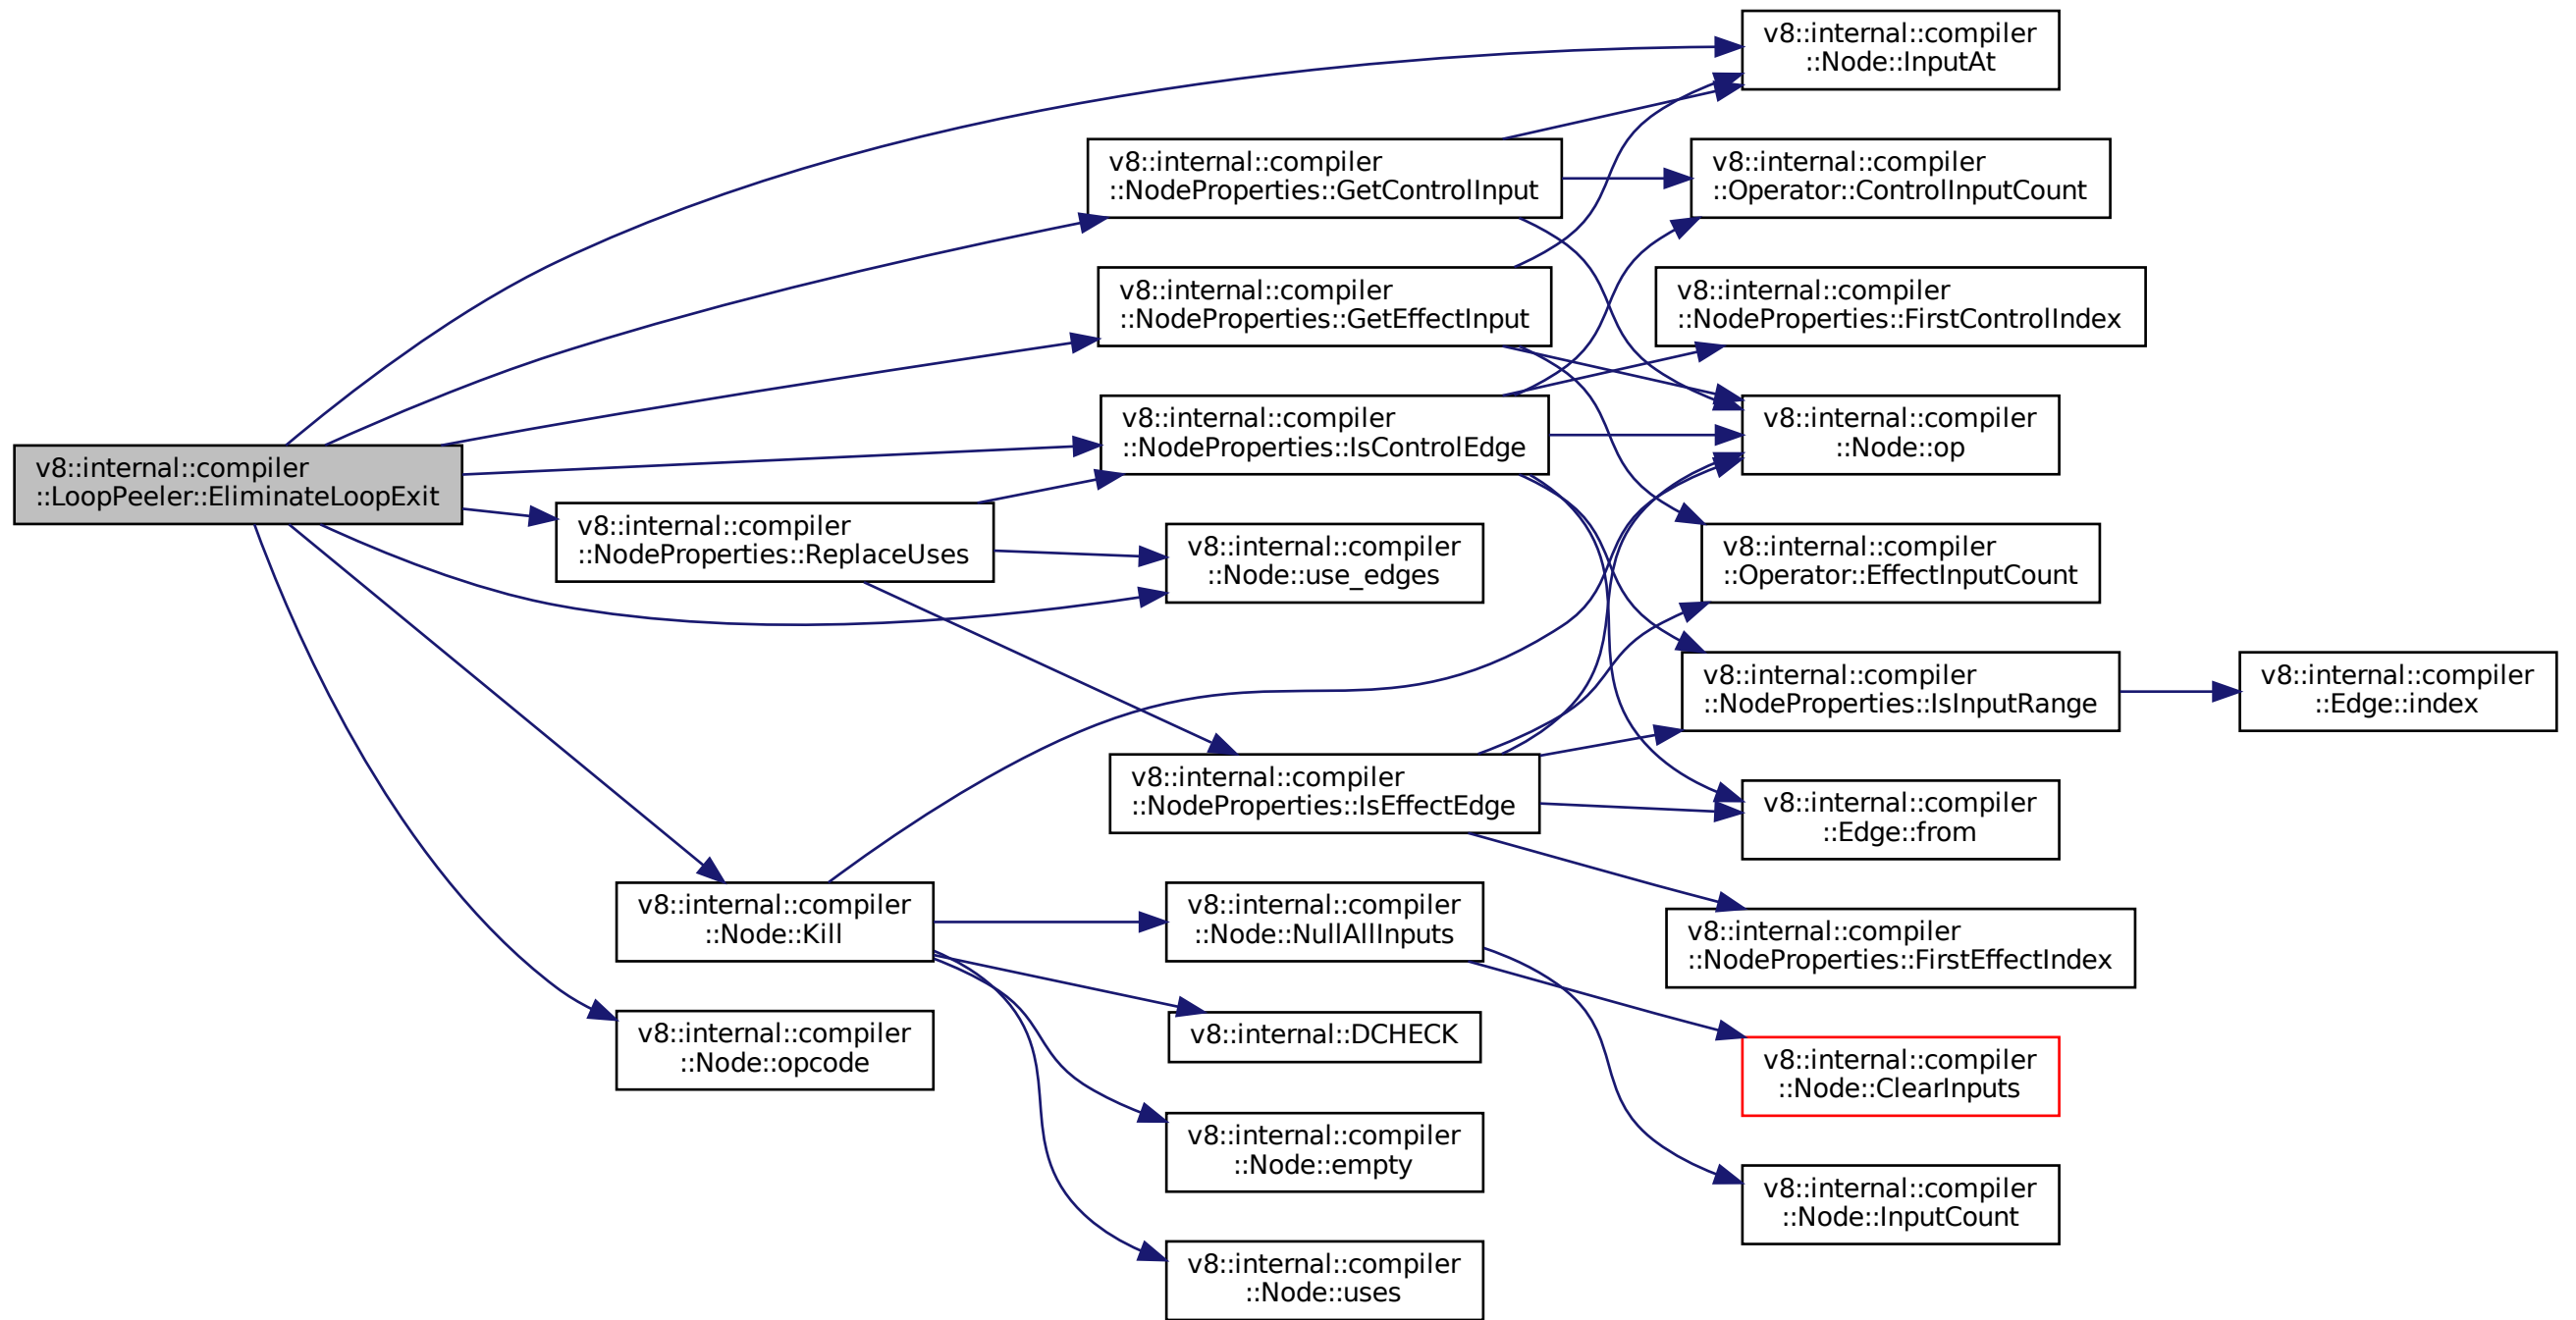 v8::internal::compiler
::LoopPeeler::EliminateLoopExit
v8::internal::compiler
::Node::InputAt
v8::internal::compiler
::NodeProperties::GetControlInput
v8::internal::compiler
::Operator::ControlInputCount
v8::internal::compiler
::NodeProperties::GetEffectInput
v8::internal::compiler
::NodeProperties::FirstControlIndex
v8::internal::compiler
::NodeProperties::IsControlEdge
v8::internal::compiler
::Node::op
v8::internal::compiler
::NodeProperties::ReplaceUses
v8::internal::compiler
::Node::use_edges
v8::internal::compiler
::Operator::EffectInputCount
v8::internal::compiler
::NodeProperties::IsInputRange
v8::internal::compiler
::Edge::index
v8::internal::compiler
::NodeProperties::IsEffectEdge
v8::internal::compiler
::Edge::from
v8::internal::compiler
::Node::Kill
v8::internal::compiler
::Node::NullAllInputs
v8::internal::compiler
::NodeProperties::FirstEffectIndex
v8::internal::compiler
::Node::opcode
v8::internal::DCHECK
v8::internal::compiler
::Node::ClearInputs
v8::internal::compiler
::Node::empty
v8::internal::compiler
::Node::InputCount
v8::internal::compiler
::Node::uses